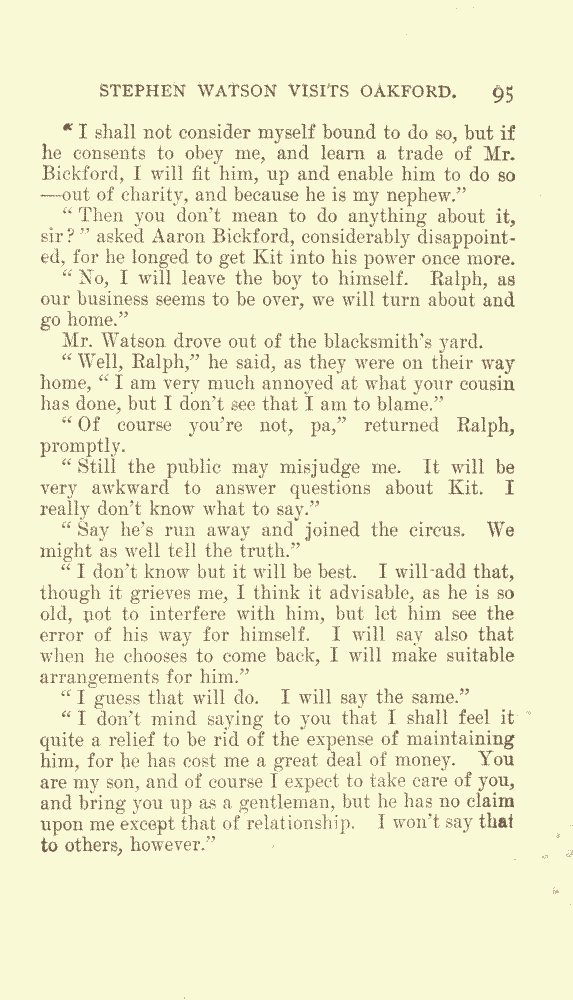 STEPHEN WATSON VISITS OAKFORD. 95
“I shall not consider myself bound to do so, but if
he consents to obey me, and learn a trade of Mr.
Bickford, I will fit him, up and enable him to do so
—out of charity, and because he is my nephew.”
“Then you don’t mean to do anything about it,
sir?” asked Aaron Bickford, considerably disappoint-
ed, for he longed to get Kit into his power once more.
“No, I will leave the boy to himself. Ralph, as
our business seems to be over, we will turn about and
go home.”
Mr. Watson drove out of the blacksmith’s yard.
“Well, Ralph,” he said, as they were on their way
home, “I am very much annoyed at what your cousin
has done, but I don’t see that I am to blame.”
“Of course you’re not, pa,” returned Ralph,
promptly.
“Still the public may misjudge me. It will be
very awkward to answer questions about Kit. I
really don’t know what to say.”
“Say he’s run away and joined the circus. We
might as well tell the truth.”
“I don’t know but it will be best. I will add that,
though it grieves me, I think it advisable, as he is so
old, not to interfere with him, but let him see the
error of his way for himself. I will say also that
when he chooses to come back, I will make suitable
arrangements for him.”
“I guess that will do. I will say the same.”
“I don’t mind saying to you that I shall feel it
quite a relief to be rid of the expense of maintaining
him, for he has cost me a great deal of money. You
are my son, and of course I expect to take care of you,
and bring you up as a gentleman, but he has no claim
upon me except that of relationship. I won’t say that
to others, however.”